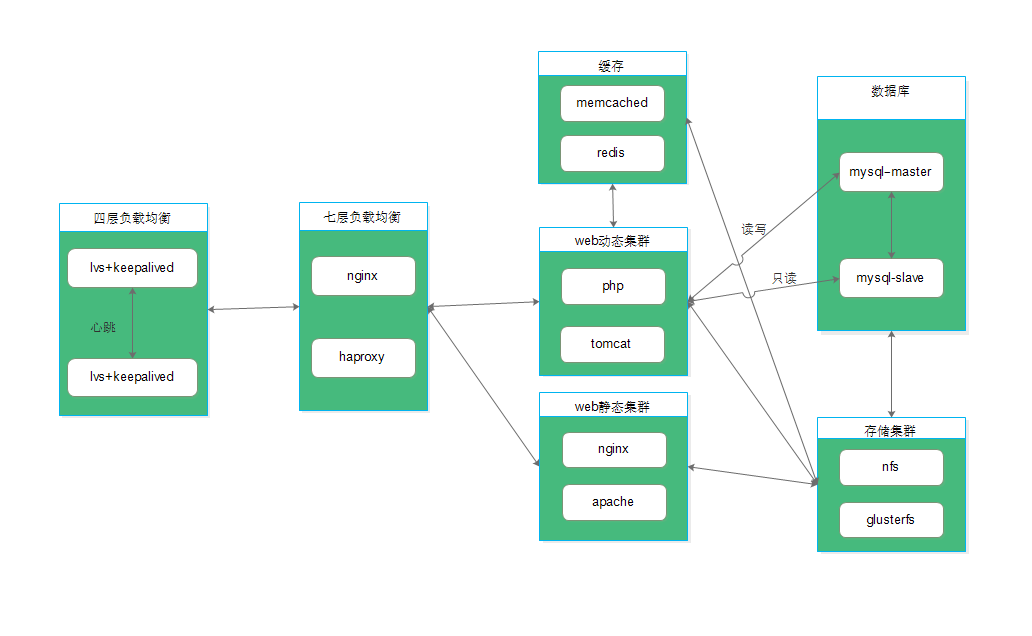 四层负载均衡
lvs+keepalived
心跳
lvs+keepalived
七层负载均衡
nginx
haproxy
缓存
memcached
redis
web动态集群
php
tomcat
web静态集群
nginx
apache
读写
只读
数据库
mysql-master
mysql-slave
存储集群
nfs
glusterfs